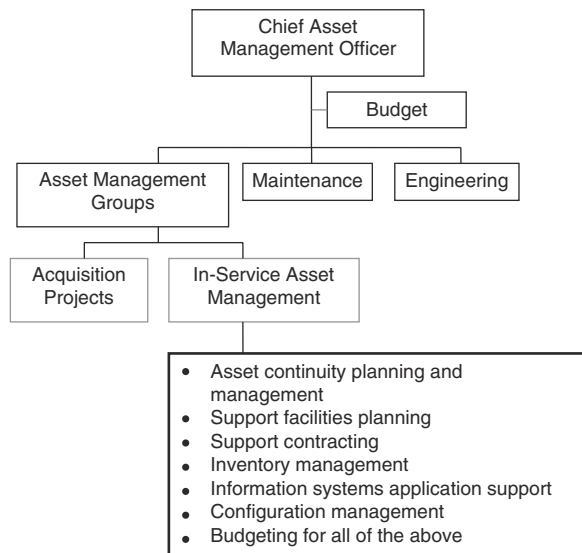 Chief Asset
Management Officer
Budget
Asset Management
Groups
Maintenance
Engineering
Acquisition
Projects
In-Service Asset
Management
• Asset continuity planning and
management
• Support facilities planning
• Support contracting
• Inventory management
• Information systems application support
• Configuration management
• Budgeting for all of the above